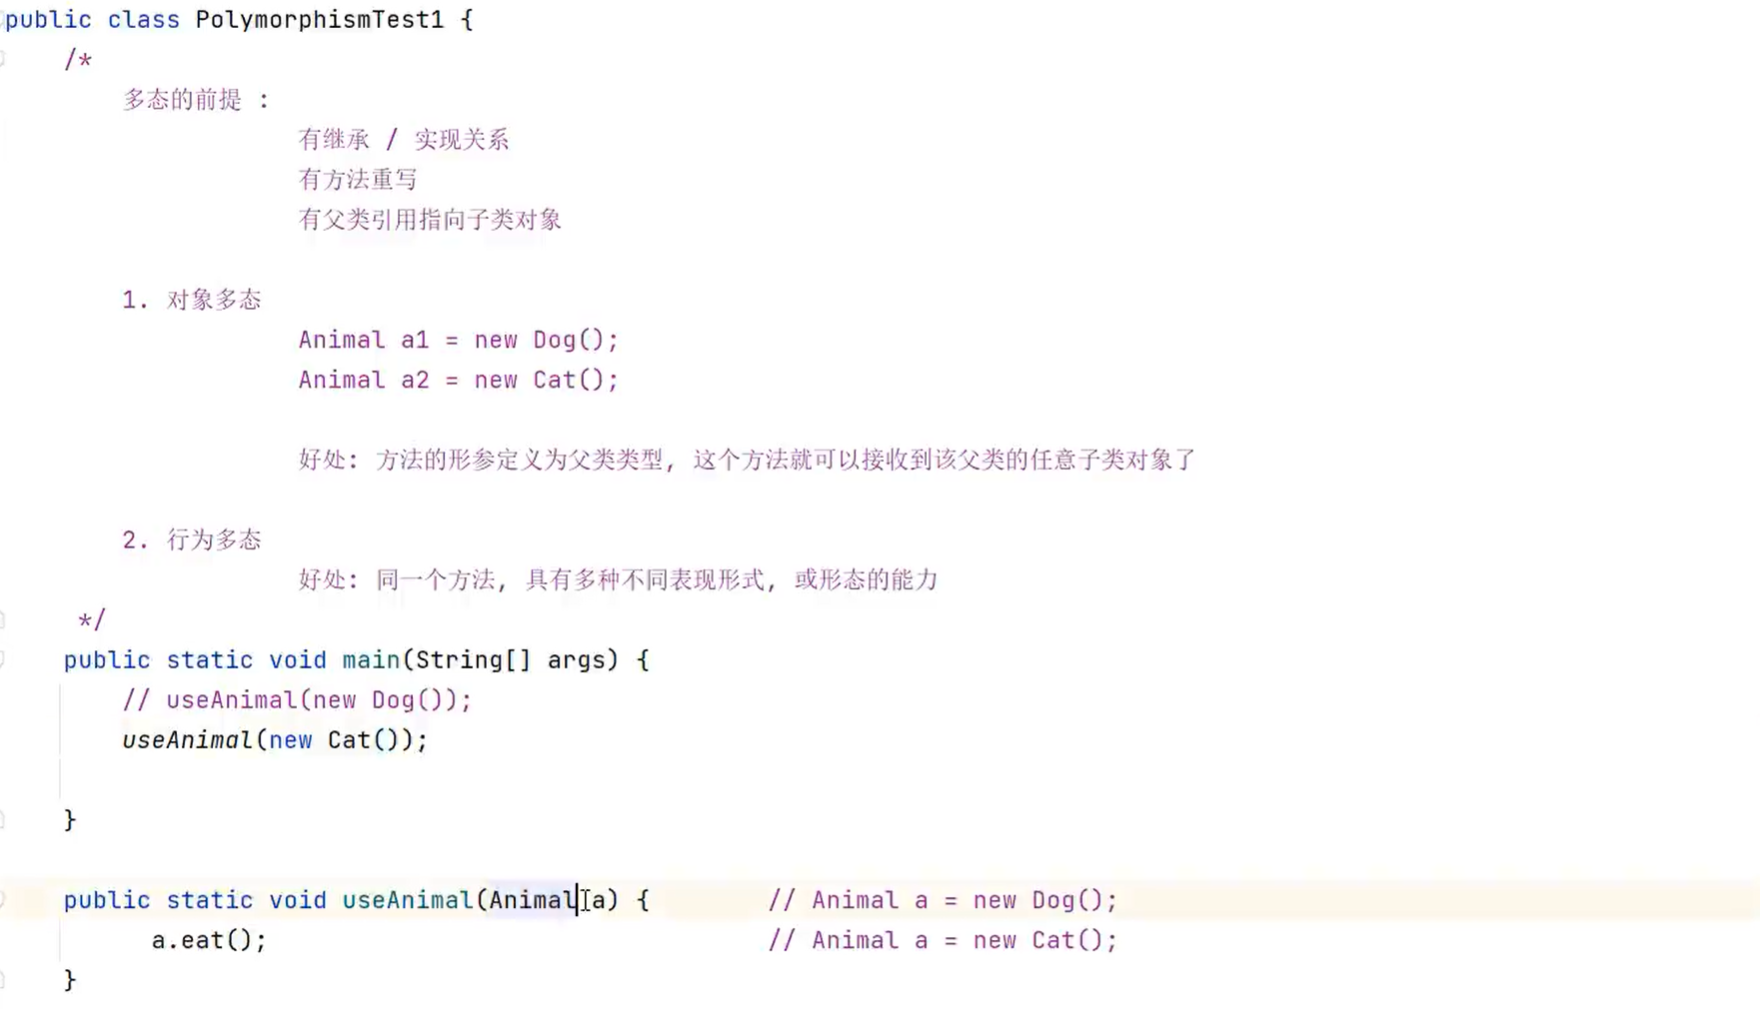 public class PolymorphismTest1 {
/*
多态的前提 :
有继承 / 实现关系
有方法重写
有父类引用指向子类对象
1. 对象多态
Animal a1 = new Dog();
Animal a2 = new Cat();
好处: 方法的形参定义为父类类型, 这个方法就可以接收到该父类的任意子类对象了
2. 行为多态
好处: 同一个方法, 具有多种不同表现形式, 或形态的能力
*/
public static void main(String[] args) {
// useAnimal(new Dog());
useAnimal(new Cat());
}
public static void useAnimal(Animal a) { // Animal a = new Dog();
a.eat(); // Animal a = new Cat();
}